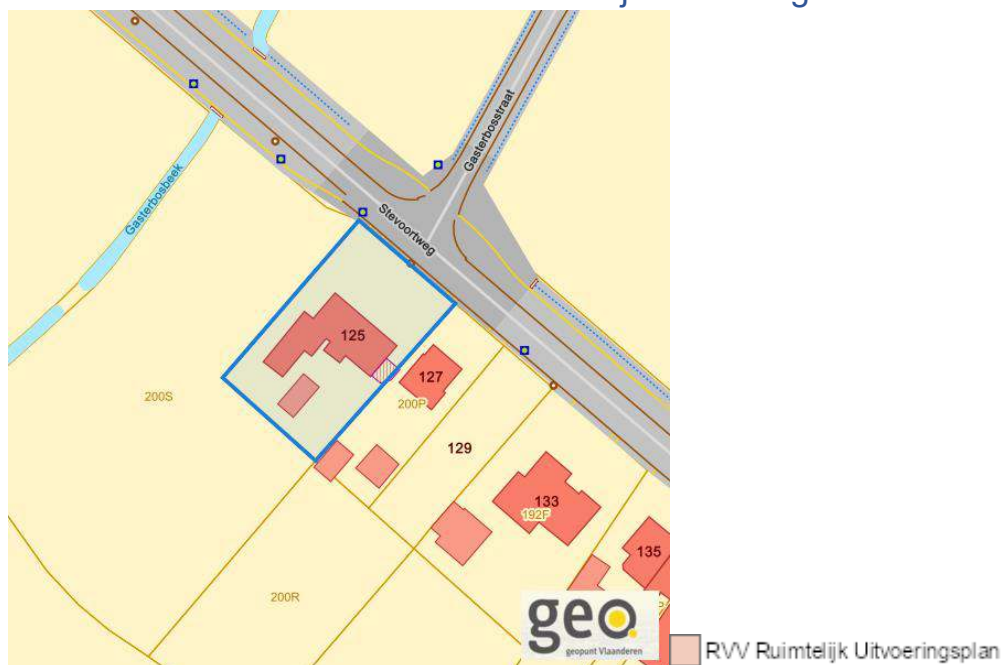 Gasterbosstraat
Gasterbosbeek
Stevoortweg
125
127
200S
200P
129
133
192F
135
200R
geo.
geopunt Vlaanderen
RVV Ruimtelijk Uitvoeringsplan